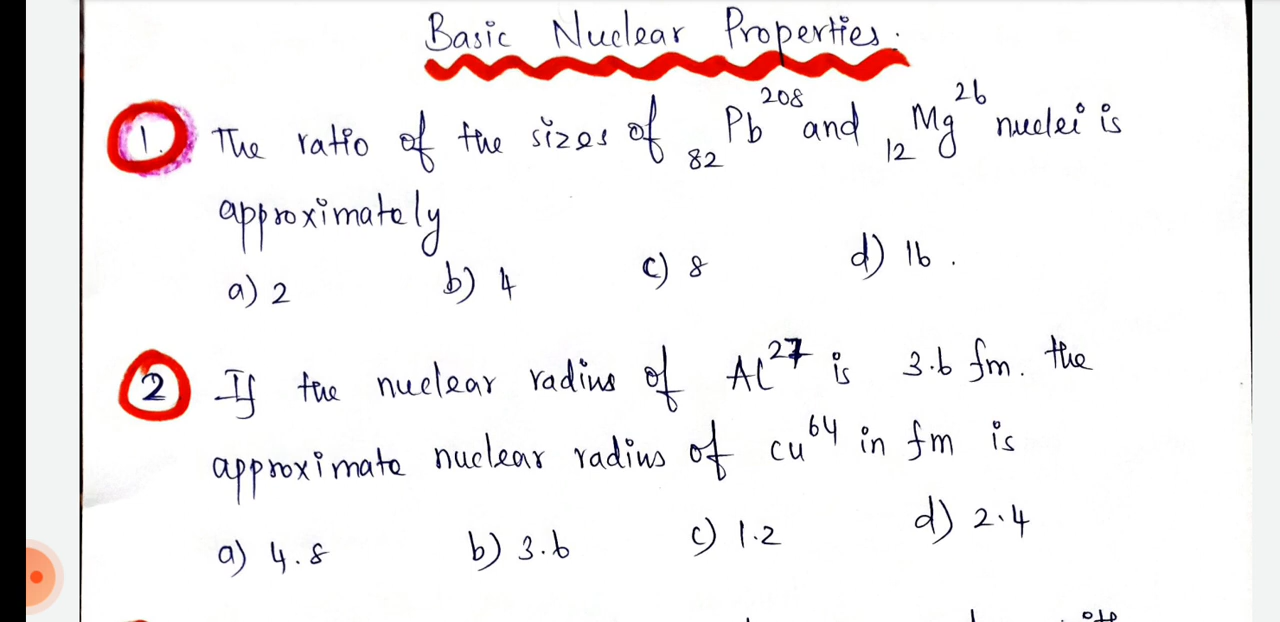 Basic Nuclear Properties.
1. The ratio of the sizes of ₈₂Pb²⁰⁸ and ₁₂Mg²⁶ nuclei is
approximately
a) 2 b) 4 c) 8 d) 16.
2 If the nuclear radius of Al²⁷ is 3.6 fm. the
approximate nuclear radius of cu⁶⁴ in fm is
a) 4.8 b) 3.6 c) 1.2 d) 2.4